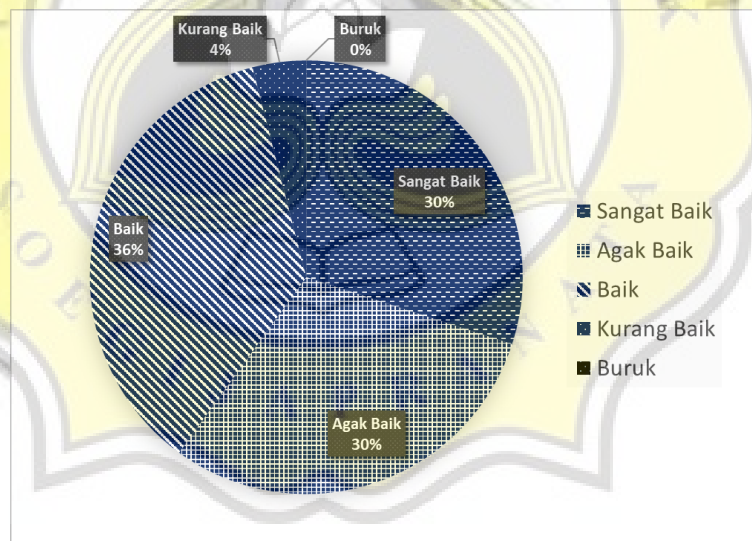 Kurang Baik
4%
Buruk
0%
Sangat Baik
30%
Baik
36%
Agak Baik
30%
Sangat Baik
Agak Baik
Baik
Kurang Baik
Buruk